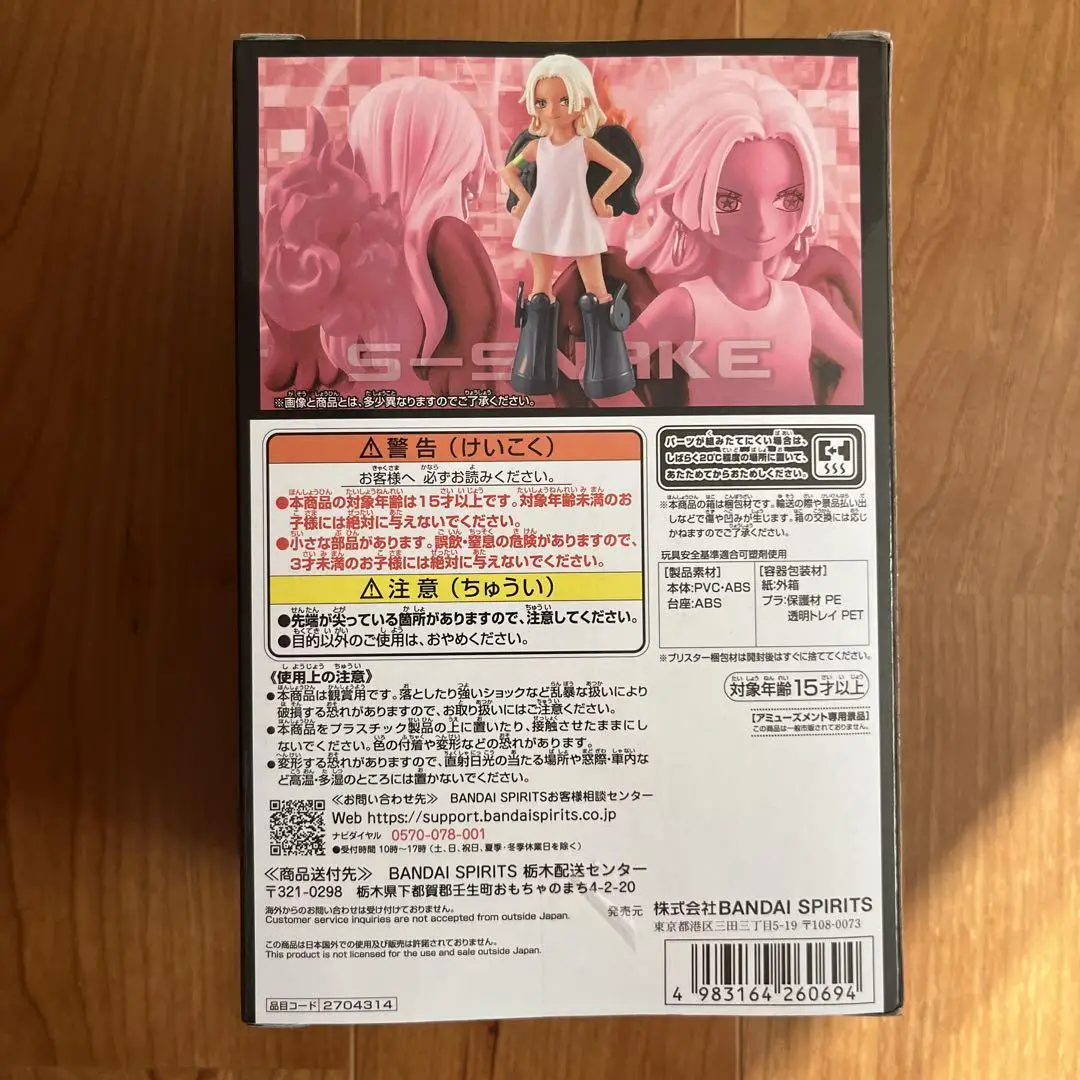 S-SNAKE
※画像と商品とは、多少異なりますのでご了承ください。
⚠警告（けいこく）
お客様へ 必ずお読みください。
●本商品の対象年齢は15才以上です。対象年齢未満のお
子様には絶対に与えないでください。
●小さな部品があります。誤飲・窒息の危険がありますので、
3才未満のお子様には絶対に与えないでください。
⚠注意（ちゅうい）
●先端が尖っている箇所がありますので、注意してください。
●目的以外のご使用は、おやめください。
《使用上の注意》
●本商品は観賞用です。落としたり強いショックなど乱暴な扱いにより
破損する恐れがありますので、お取り扱いにはご注意ください。
●本商品をプラスチック製品の上に置いたり、接触させたままに
しないでください。色の付着や変形などの恐れがあります。
●変形する恐れがありますので、直射日光の当たる場所や窓際・車内な
ど高温・多湿のところには置かないでください。
≪お問い合わせ先≫ BANDAI SPIRITSお客様相談センター
Web https://support.bandaispirits.co.jp
ナビダイヤル 0570-078-001
●受付時間 10時～17時（土、日、祝日、夏季・冬季休業日を除く）
≪商品送付先≫ BANDAI SPIRITS 栃木配送センター
〒321-0298 栃木県下都賀郡壬生町おもちゃのまち4-2-20
海外からのお問い合わせは受け付けておりません。
Customer service inquiries are not accepted from outside Japan.
この商品は日本国外での使用及び販売は許諾されておりません。
This product is not licensed for the use and sale outside Japan.
品目コード 2704314
パーツが組みたてにくい場合は、
しばらく20℃程度の場所に置いて、
あたためてからおためしください。
※本商品の箱は梱包材です。輸送の際や景品払い出
しなどで傷や凹みが生じます。箱の交換には応じ
かねますのでご了承ください。
玩具安全基準適合可塑剤使用
[製品素材]
本体:PVC・ABS
台座:ABS
[容器包装材]
紙:外箱
プラ:保護材 PE
透明トレイ PET
※ブリスター梱包材は開封後はすぐに捨ててください。
対象年齢15才以上
【アミューズメント専用景品】
この商品は一般市販されておりません。
発売元 株式会社BANDAI SPIRITS
東京都港区三田三丁目5-19 〒108-0073
4 983164 260694